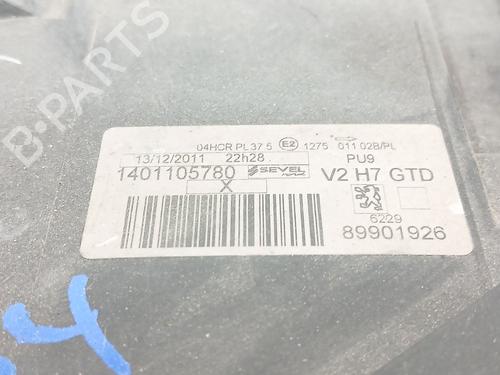 04HCR PL 37 5 E2 1275 011 02B/PL
13/12/2011 22h28 PU9
1401105780 SEVEL V2 H7 GTD
X
6229
89901926
B-PARTS